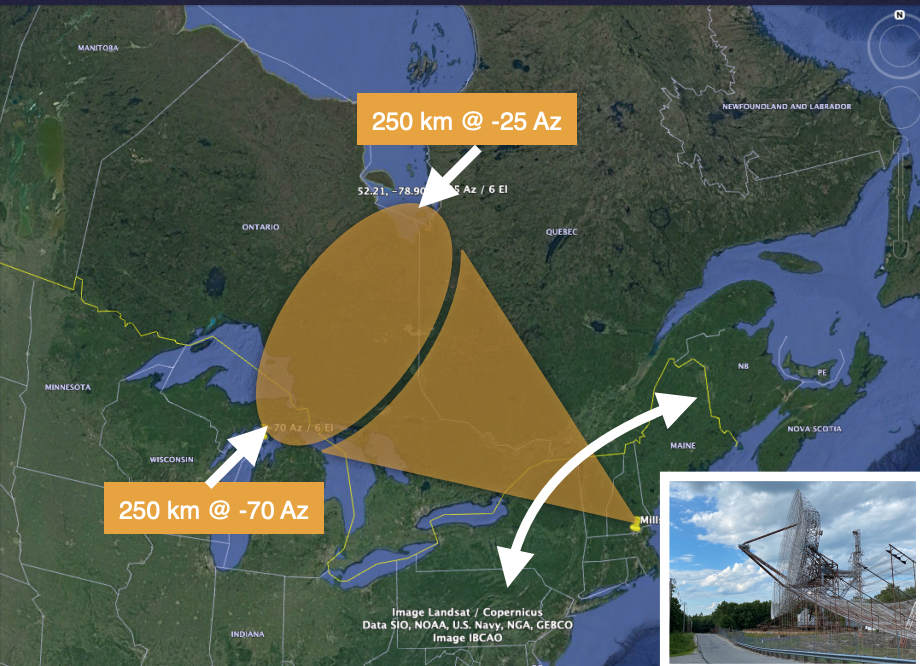 N
MANITOBA
NEWFOUNDLAND AND LABRADOR
250 km @ -25 Az
52.21, -78.90 5 Az / 6 El
ONTARIO
QUEBEC
NB
PE
MINNESOTA
-70 Az / 6 El
NOVA SCOTIA
MAINE
WISCONSIN
250 km @ -70 Az
Mills
Image Landsat / Copernicus
Data SIO, NOAA, U.S. Navy, NGA, GEBCO
Image IBCAO
INDIANA